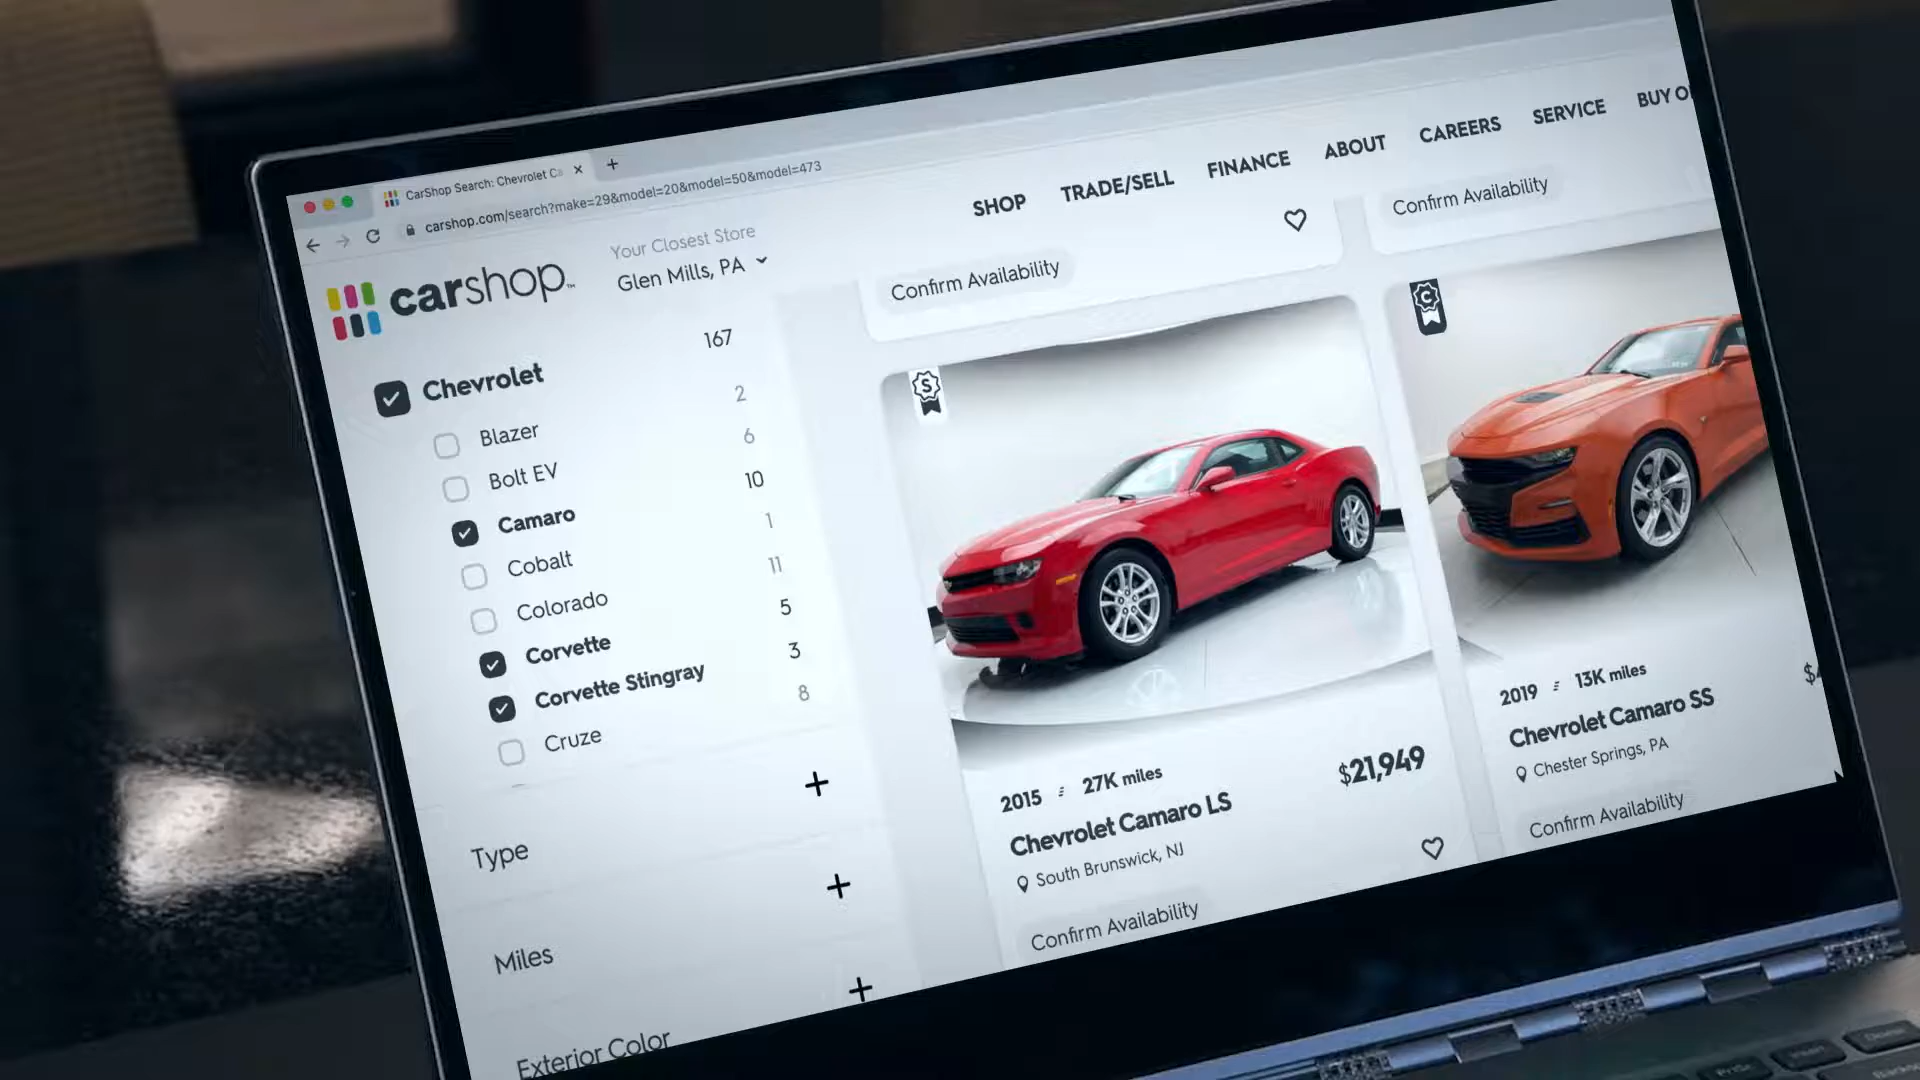 CarShop Search: Chevrolet Ca
carshop.com/search?make=29&model=20&model=50&model=473
carshop™
Your Closest Store
Glen Mills, PA
SHOP TRADE/SELL FINANCE ABOUT CAREERS SERVICE BUY O
Chevrolet 167
Blazer 2
Bolt EV 6
Camaro 10
Cobalt 1
Colorado 11
Corvette 5
Corvette Stingray 3
Cruze 8
Type
Miles
Exterior Color
Confirm Availability
Confirm Availability
S
2015 27K miles
$21,949
Chevrolet Camaro LS
South Brunswick, NJ
Confirm Availability
C
2019 13K miles
$4
Chevrolet Camaro SS
Chester Springs, PA
Confirm Availability